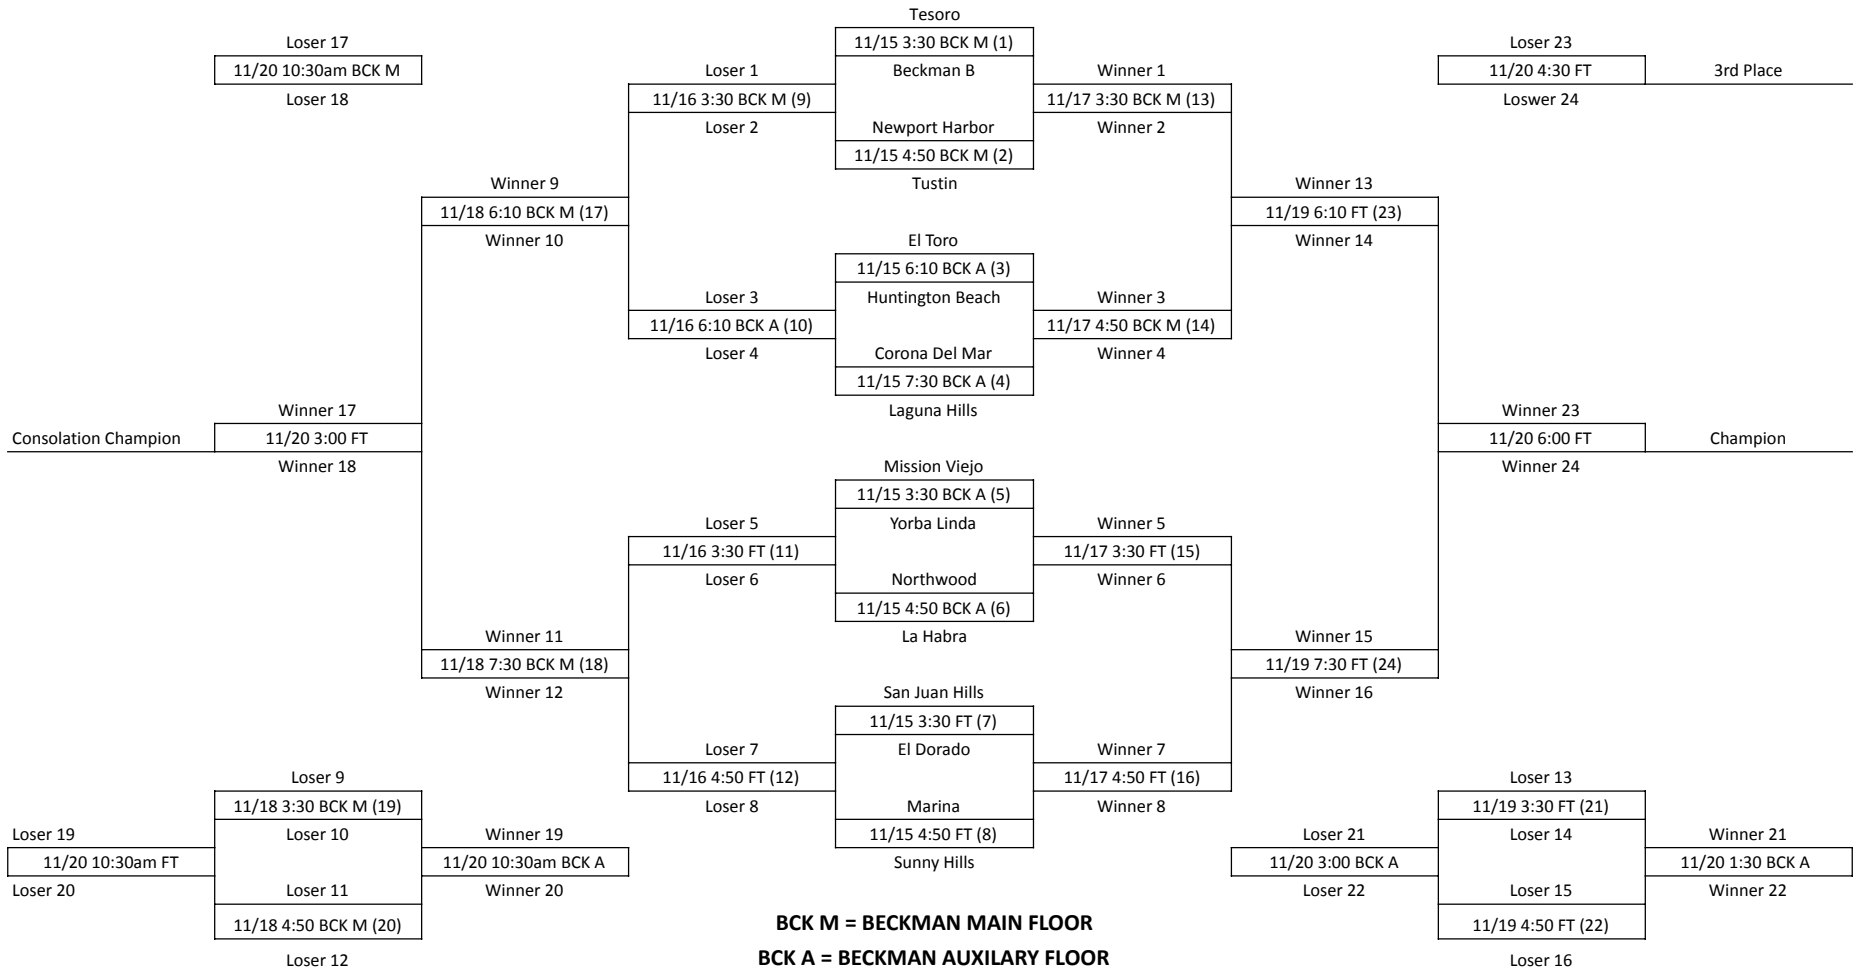 Tesoro
Loser 17
11/15 3:30 BCK M (1)
Loser 23
11/20 10:30am BCK M
Loser 1
Beckman B
Winner 1
11/20 4:30 FT
3rd Place
Loser 18
11/16 3:30 BCK M (9)
11/17 3:30 BCK M (13)
Loswer 24
Loser 2
Newport Harbor
Winner 2
11/15 4:50 BCK M (2)
Winner 9
Tustin
Winner 13
11/18 6:10 BCK M (17)
11/19 6:10 FT (23)
Winner 10
El Toro
Winner 14
11/15 6:10 BCK A (3)
Loser 3
Huntington Beach
Winner 3
11/16 6:10 BCK A (10)
11/17 4:50 BCK M (14)
Loser 4
Corona Del Mar
Winner 4
11/15 7:30 BCK A (4)
Winner 17
Laguna Hills
Winner 23
Consolation Champion
11/20 3:00 FT
11/20 6:00 FT
Champion
Winner 18
Mission Viejo
Winner 24
11/15 3:30 BCK A (5)
Loser 5
Yorba Linda
Winner 5
11/16 3:30 FT (11)
11/17 3:30 FT (15)
Loser 6
Northwood
Winner 6
11/15 4:50 BCK A (6)
Winner 11
La Habra
Winner 15
11/18 7:30 BCK M (18)
11/19 7:30 FT (24)
Winner 12
San Juan Hills
Winner 16
11/15 3:30 FT (7)
Loser 7
El Dorado
Winner 7
Loser 9
11/16 4:50 FT (12)
11/17 4:50 FT (16)
Loser 13
11/18 3:30 BCK M (19)
Loser 8
Marina
Winner 8
11/19 3:30 FT (21)
Loser 19
Loser 10
Winner 19
11/15 4:50 FT (8)
Loser 21
Loser 14
Winner 21
11/20 10:30am FT
11/20 10:30am BCK A
Sunny Hills
11/20 3:00 BCK A
11/20 1:30 BCK A
Loser 20
Loser 11
Winner 20
Loser 22
Loser 15
Winner 22
11/18 4:50 BCK M (20)
BCK M = BECKMAN MAIN FLOOR
11/19 4:50 FT (22)
Loser 12
BCK A = BECKMAN AUXILARY FLOOR
Loser 16